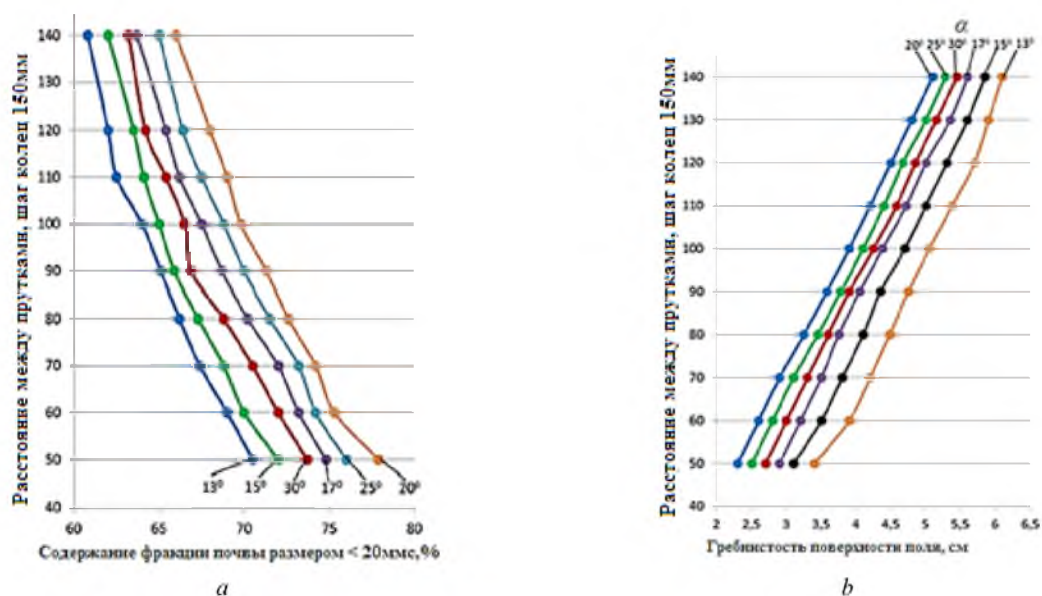 Расстояние между прутками, шаг колец 150мм
140
130
120
110
100
90
80
70
60
50
40
13⁰ 15⁰ 30⁰ 17⁰ 25⁰ 20⁰
60 65 70 75 80
Содержание фракции почвы размером < 20ммс, %
a
α
20⁰ 25⁰ 30⁰ 17⁰ 15⁰ 13⁰
Расстояние между прутками, шаг колец 150мм
140
130
120
110
100
90
80
70
60
50
40
2 2,5 3 3,5 4 4,5 5 5,5 6 6,5
Гребнистость поверхности поля, см
b